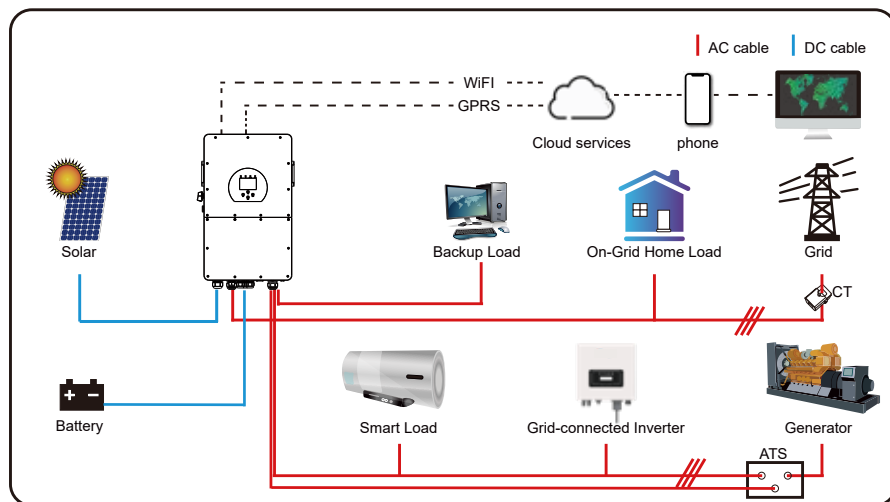 AC cable
DC cable
WiFI
GPRS
Cloud services
phone
Solar
Backup Load
On-Grid Home Load
Grid
CT
Battery
Smart Load
Grid-connected Inverter
Generator
ATS